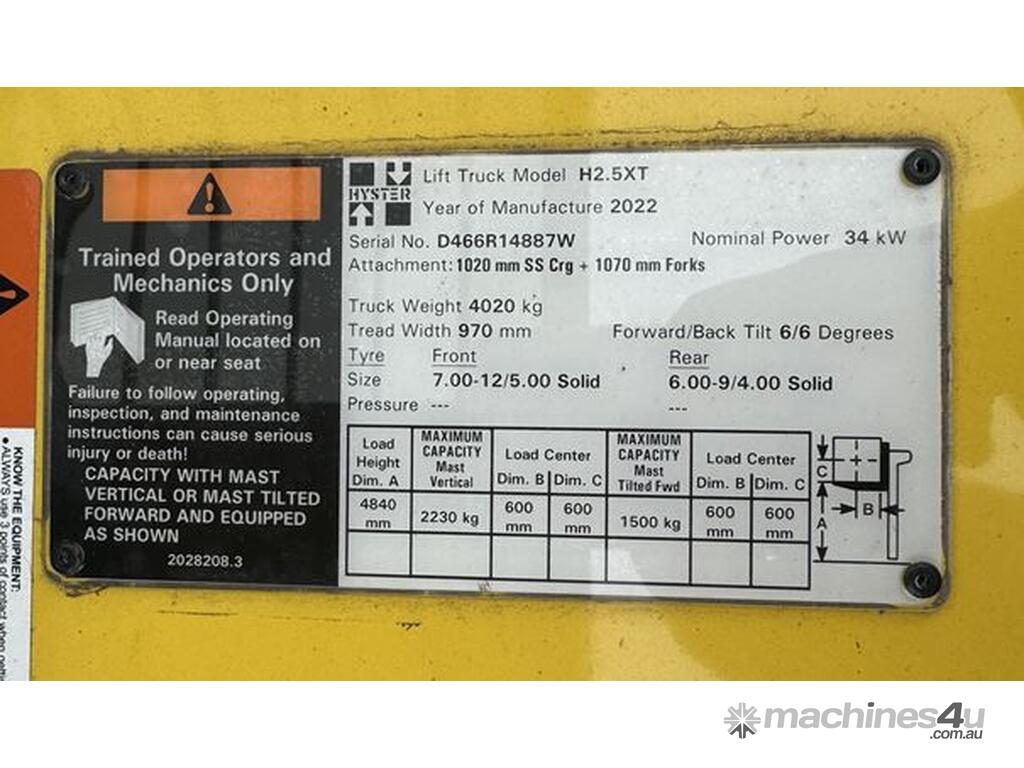 Trained Operators and
Mechanics Only
Read Operating
Manual located on
or near seat
Failure to follow operating,
inspection, and maintenance
instructions can cause serious
injury or death!
CAPACITY WITH MAST
VERTICAL OR MAST TILTED
FORWARD AND EQUIPPED
AS SHOWN
2028208.3
HYSTER
Lift Truck Model H2.5XT
Year of Manufacture 2022
Serial No. D466R14887W Nominal Power 34 kW
Attachment: 1020 mm SS Crg + 1070 mm Forks
Truck Weight 4020 kg
Tread Width 970 mm Forward/Back Tilt 6/6 Degrees
Tyre Front Rear
Size 7.00-12/5.00 Solid 6.00-9/4.00 Solid
Pressure --- ---
Load Height Dim. A MAXIMUM CAPACITY Mast Vertical Load Center Dim. B Dim. C MAXIMUM CAPACITY Mast Tilted Fwd Load Center Dim. B Dim. C
4840 mm 2230 kg 600 mm 600 mm 1500 kg 600 mm 600 mm
C
B
A
KNOW THE EQUIPMENT:
• ALWAYS use 3 points of contact when
machines4u
.com.au